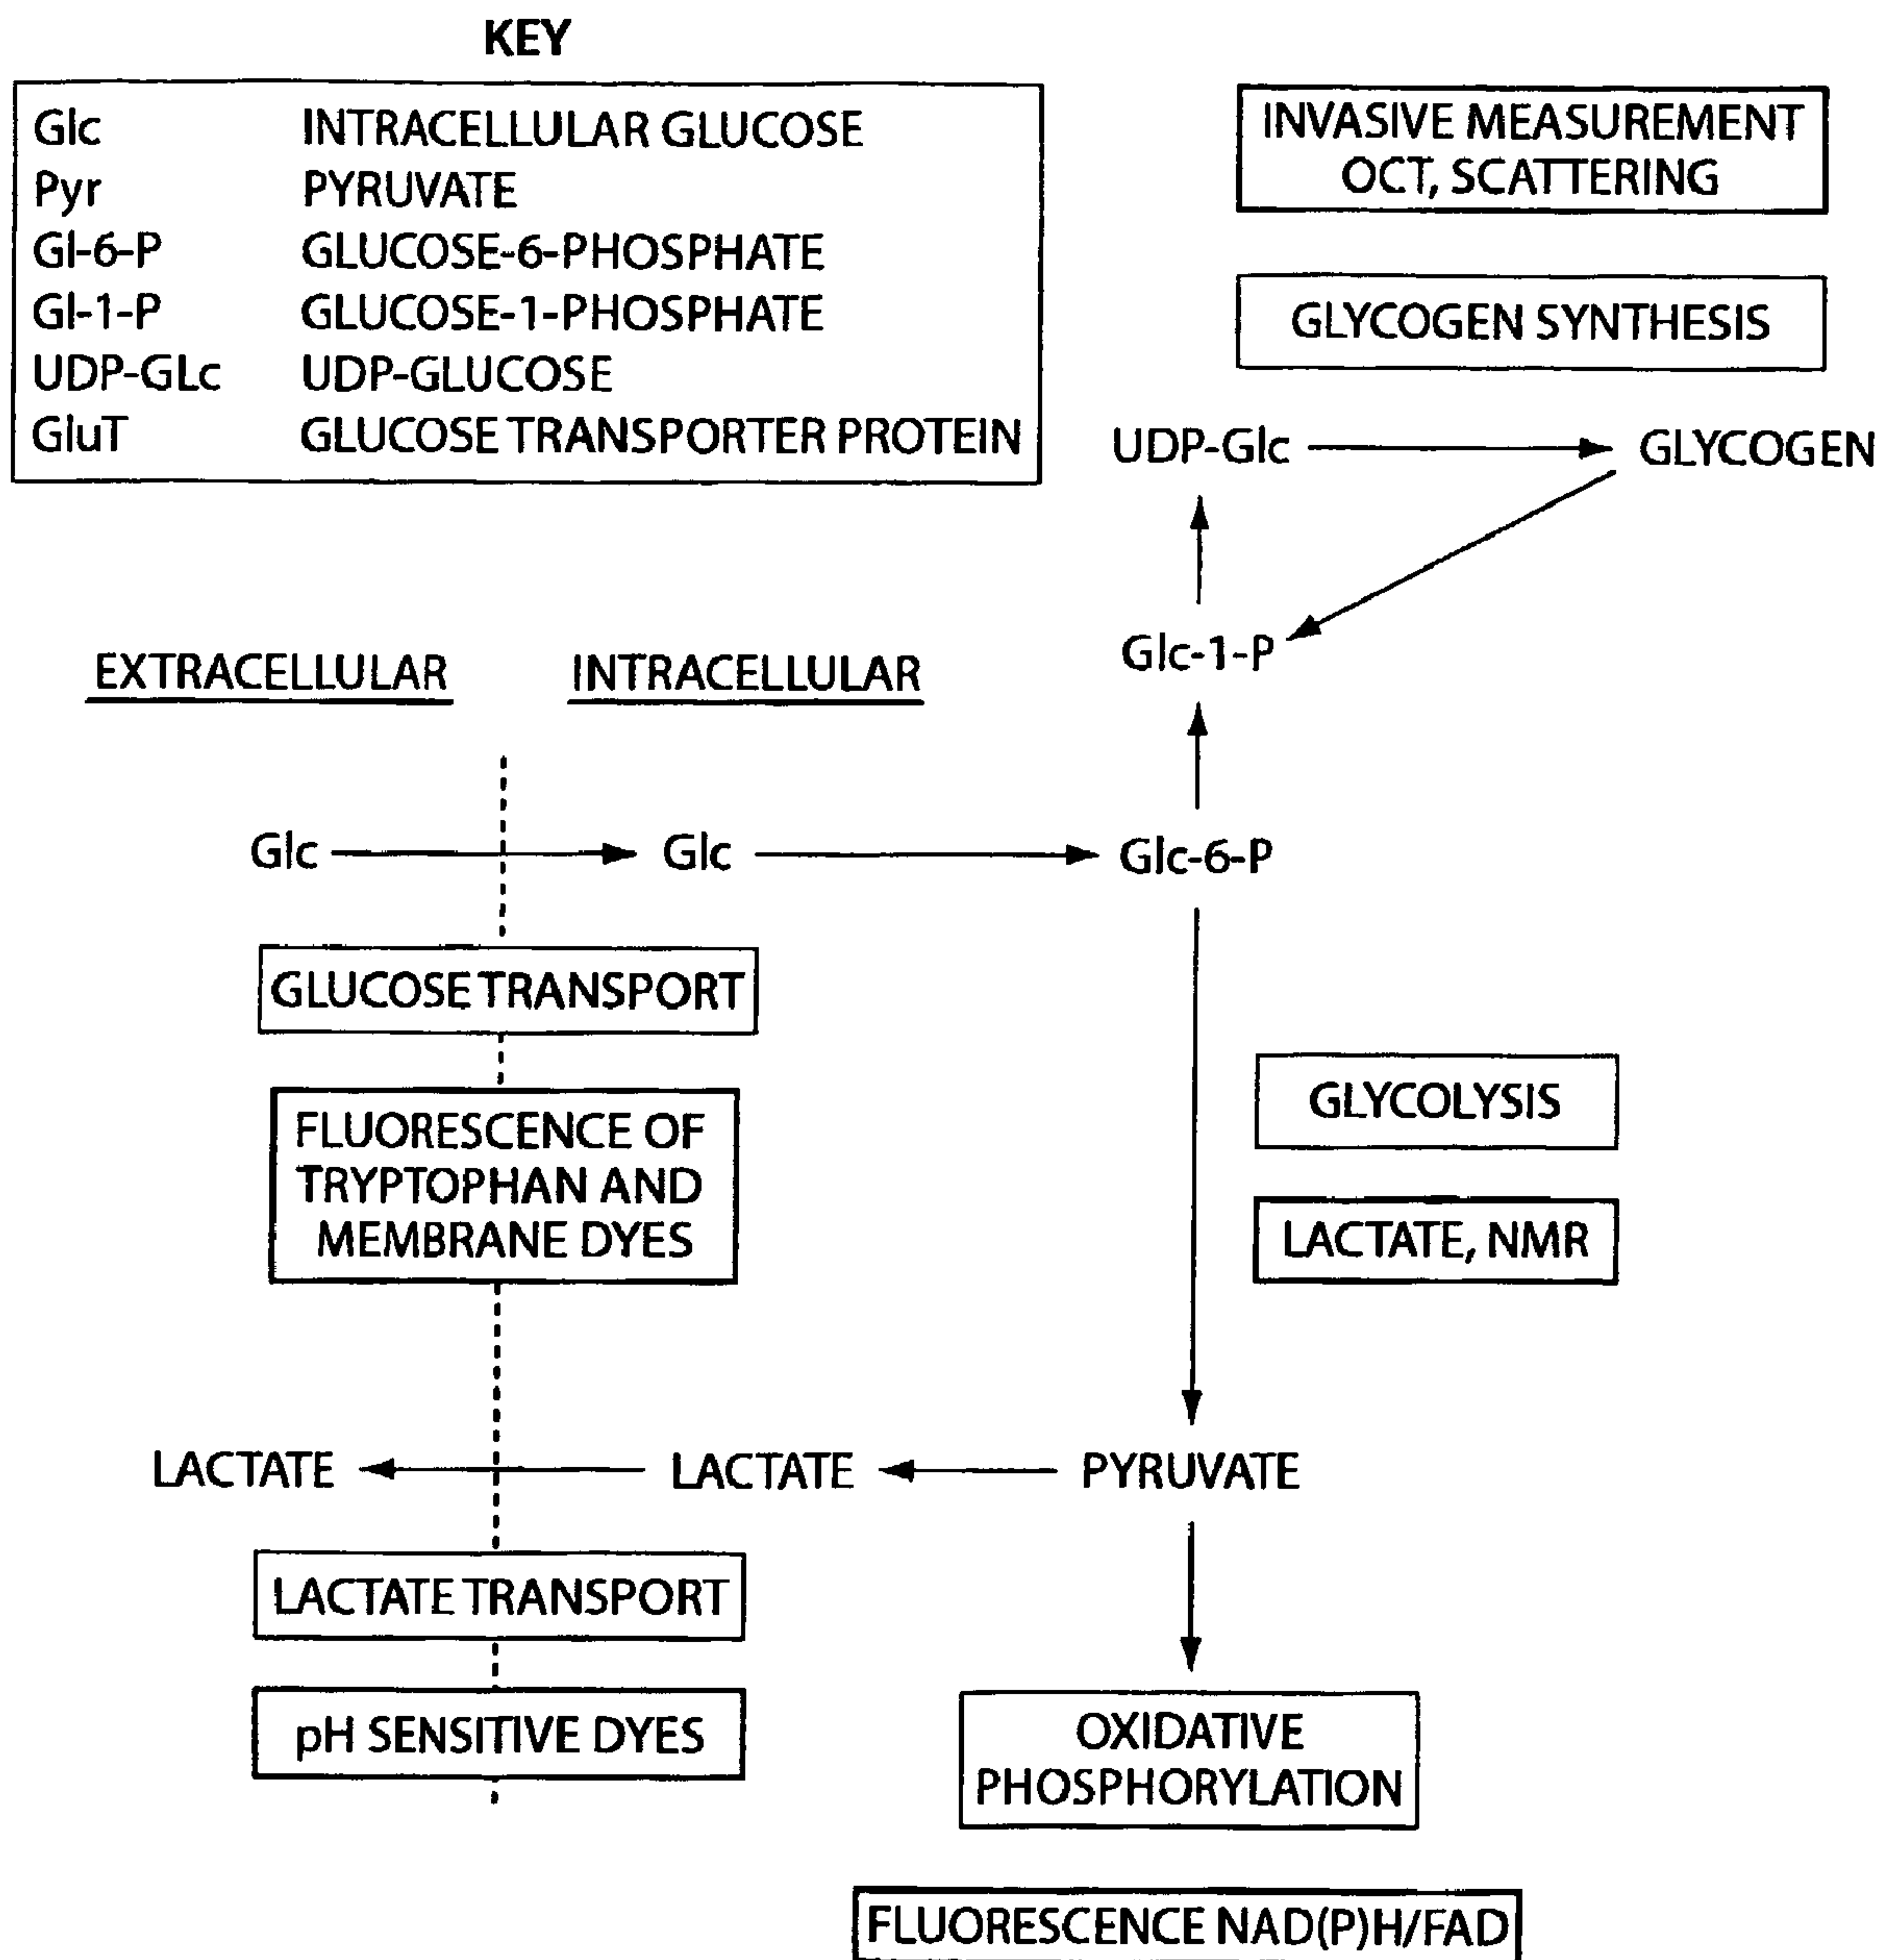 KEY
Glc INTRACELLULAR GLUCOSE
Pyr PYRUVATE
Gl-6-P GLUCOSE-6-PHOSPHATE
Gl-1-P GLUCOSE-1-PHOSPHATE
UDP-GLc UDP-GLUCOSE
GluT GLUCOSE TRANSPORTER PROTEIN
INVASIVE MEASUREMENT
OCT, SCATTERING
GLYCOGEN SYNTHESIS
UDP-Glc GLYCOGEN
Glc-1-P
EXTRACELLULAR INTRACELLULAR
Glc Glc Glc-6-P
GLUCOSE TRANSPORT
FLUORESCENCE OF
TRYPTOPHAN AND
MEMBRANE DYES
GLYCOLYSIS
LACTATE, NMR
LACTATE LACTATE PYRUVATE
LACTATE TRANSPORT
pH SENSITIVE DYES
OXIDATIVE
PHOSPHORYLATION
FLUORESCENCE NAD(P)H/FAD